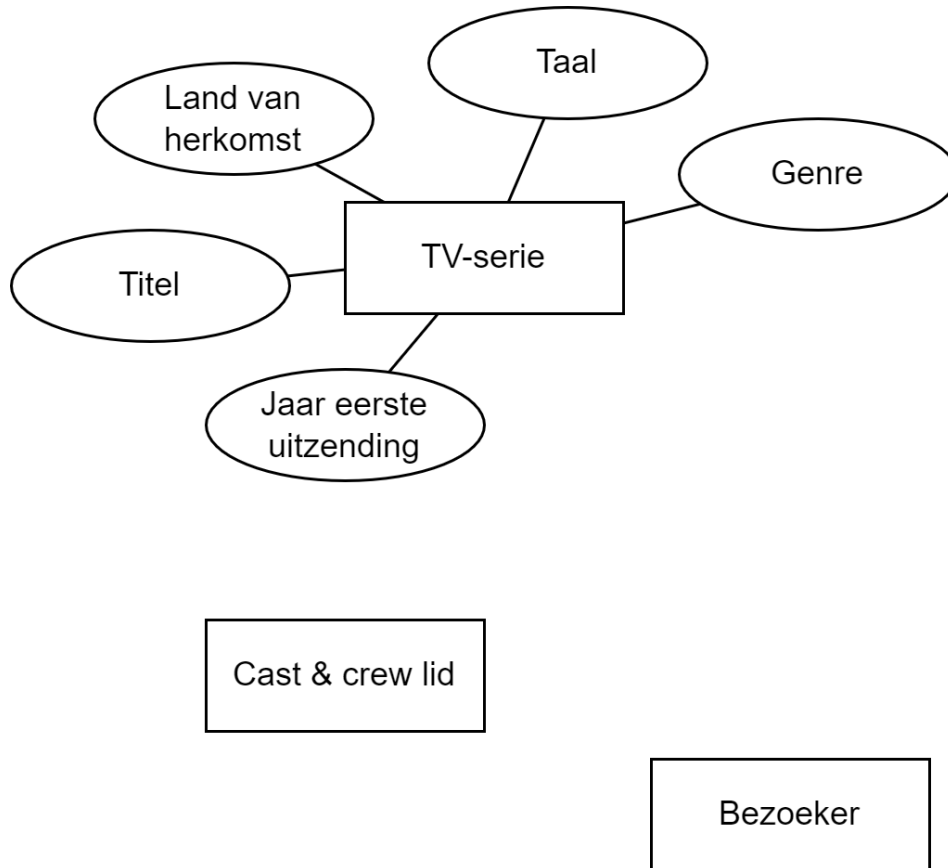 Taal
Land van
herkomst
Genre
TV-serie
Titel
Jaar eerste
uitzending
Cast & crew lid
Bezoeker